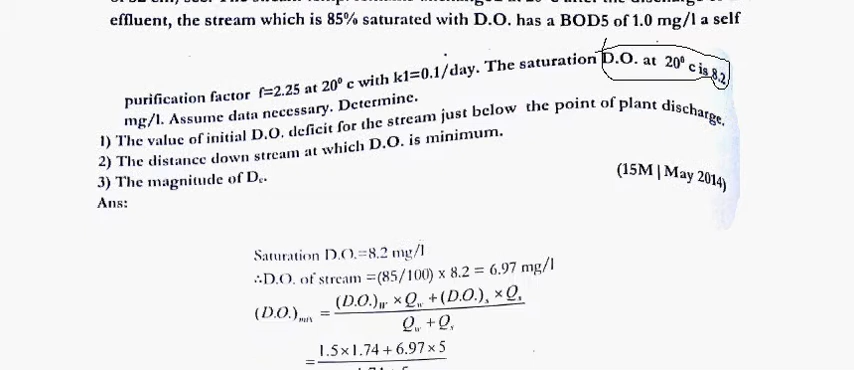 effluent, the stream which is 85% saturated with D.O. has a BOD5 of 1.0 mg/l a self
purification factor f=2.25 at 20⁰ c with k1=0.1/day. The saturation D.O. at 20⁰ c is 8.2
mg/l. Assume data necessary. Determine.
1) The value of initial D.O. deficit for the stream just below the point of plant discharge.
2) The distance down stream at which D.O. is minimum.
3) The magnitude of Dc.
(15M | May 2014)
Ans:
Saturation D.O.=8.2 mg/l
∴D.O. of stream =(85/100) x 8.2 = 6.97 mg/l
(D.O.)mix = (D.O.)w × Qw + (D.O.)s × Qs
Qw + Qs
= 1.5×1.74 + 6.97×5